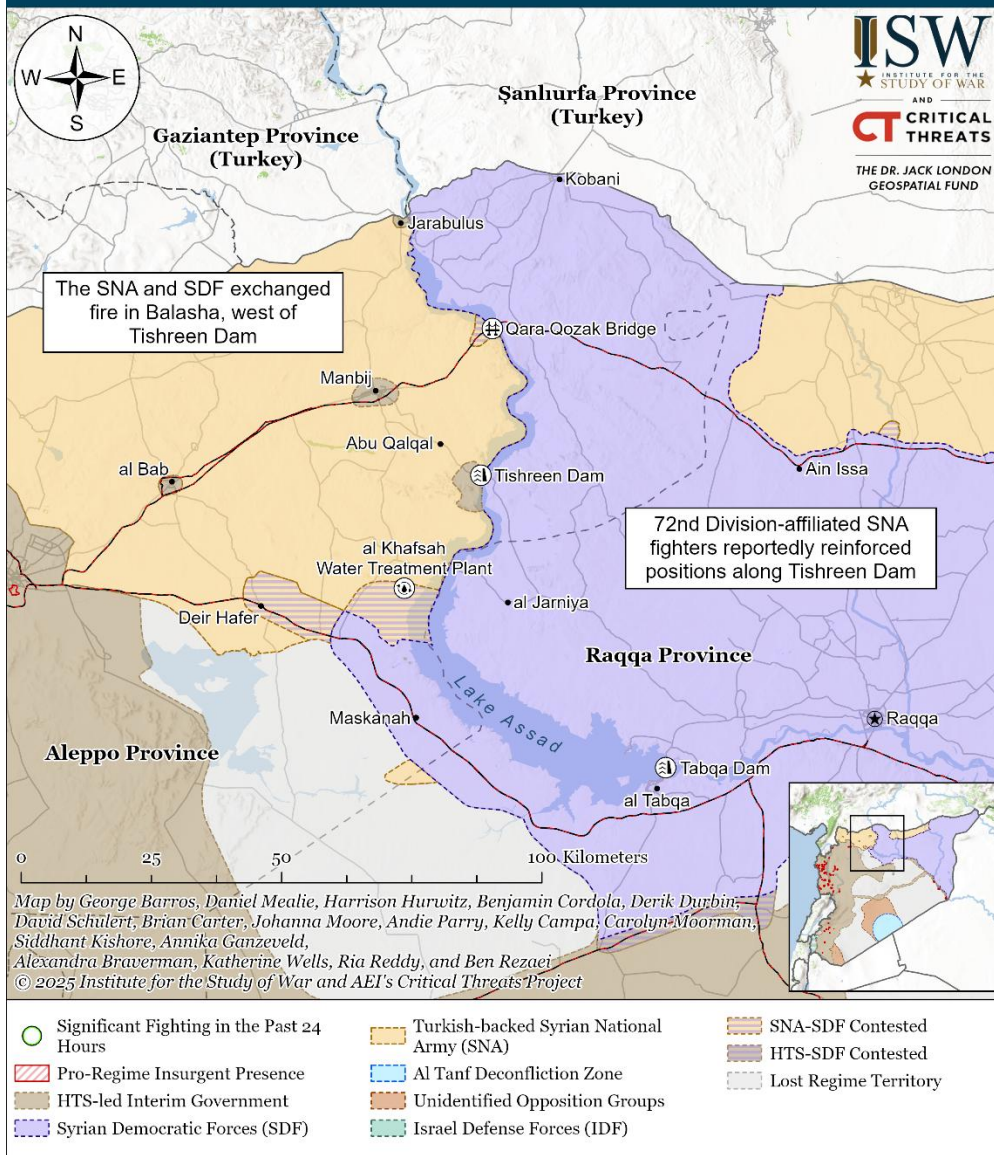 N
W
E
S
ISW
INSTITUTE FOR THE
STUDY OF WAR
AND
CT CRITICAL
THREATS
THE DR. JACK LONDON
GEOSPATIAL FUND
Şanlıurfa Province
(Turkey)
Gaziantep Province
(Turkey)
Kobani
Jarabulus
The SNA and SDF exchanged
fire in Balasha, west of
Tishreen Dam
Qara-Qozak Bridge
Manbij
Abu Qalqal
al Bab
Tishreen Dam
Ain Issa
72nd Division-affiliated SNA
fighters reportedly reinforced
positions along Tishreen Dam
al Khafsah
Water Treatment Plant
Deir Hafer
al Jarniya
Raqqa Province
Lake Assad
Maskanah
Raqqa
Aleppo Province
Tabqa Dam
al Tabqa
0 25 50 100 Kilometers
Map by George Barros, Daniel Mealie, Harrison Hurwitz, Benjamin Cordola, Derik Durbin,
David Schulert, Brian Carter, Johanna Moore, Andie Parry, Kelly Campa, Carolyn Moorman,
Siddhant Kishore, Annika Ganzeveld,
Alexandra Braverman, Katherine Wells, Ria Reddy, and Ben Rezaei
© 2025 Institute for the Study of War and AEI's Critical Threats Project
Significant Fighting in the Past 24
Hours
Pro-Regime Insurgent Presence
HTS-led Interim Government
Syrian Democratic Forces (SDF)
Turkish-backed Syrian National
Army (SNA)
Al Tanf Deconfliction Zone
Unidentified Opposition Groups
Israel Defense Forces (IDF)
SNA-SDF Contested
HTS-SDF Contested
Lost Regime Territory